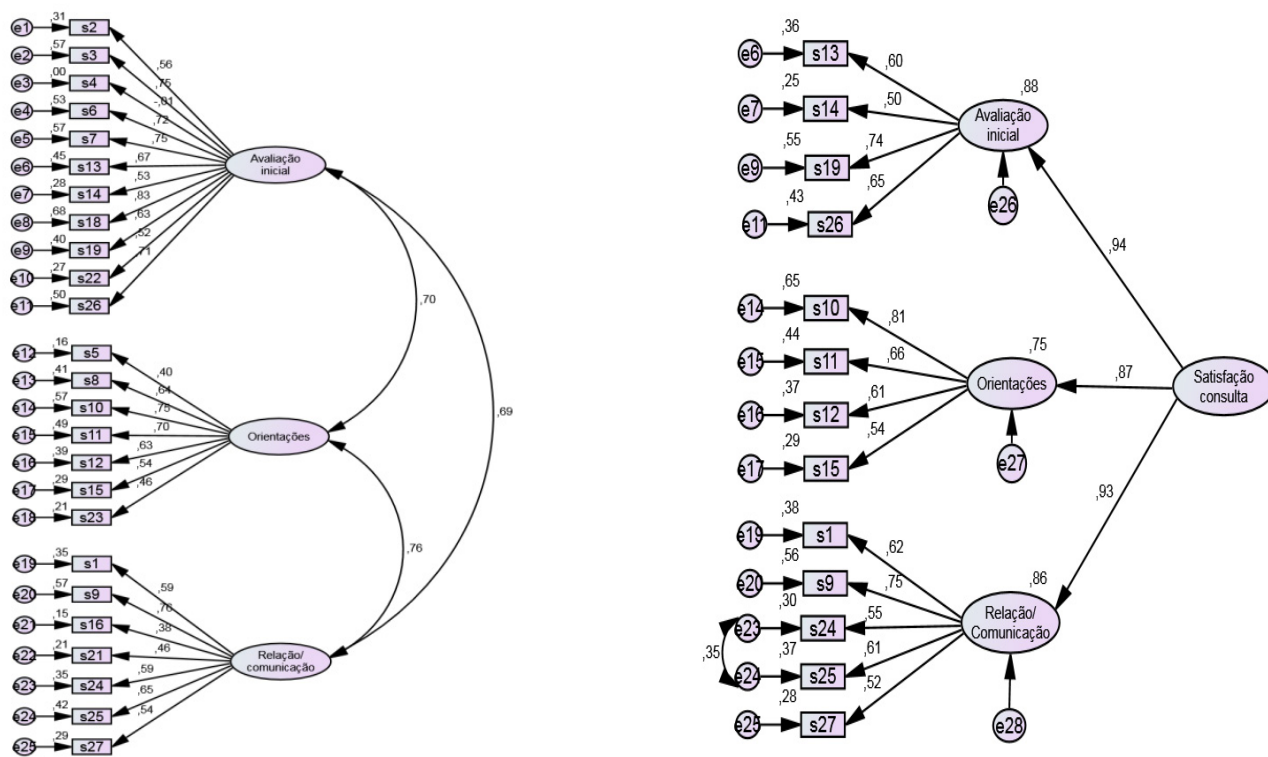 ,31
e1 s2
,57
e2 s3
,00
e3 s4
,53
e4 s6
,57
e5 s7
,45
e6 s13
,28
e7 s14
,68
e8 s18
,40
e9 s19
,27
e10 s22
,50
e11 s26
,56
,75
-,01
,72
,75
,67
,53
,83
,63
,52
,71
Avaliação
inicial
,16
e12 s5
,41
e13 s8
,57
e14 s10
,49
e15 s11
,39
e16 s12
,29
e17 s15
,21
e18 s23
,40
,64
,75
,70
,63
,54
,46
Orientações
,35
e19 s1
,57
e20 s9
,15
e21 s16
,21
e22 s21
,35
e23 s24
,42
e24 s25
,29
e25 s27
,59
,76
,38
,46
,59
,65
,54
Relação/
comunicação
,70
,69
,76
,36
e6 s13
,25
e7 s14
,55
e9 s19
,43
e11 s26
,60
,50
,74
,65
,88
Avaliação
inicial
e26
,94
,65
e14 s10
,44
e15 s11
,37
e16 s12
,29
e17 s15
,81
,66
,61
,54
,75
Orientações
e27
,87
Satisfação
consulta
,38
e19 s1
,56
e20 s9
,30
e23 s24
,37
e24 s25
,28
e25 s27
,35
,62
,75
,55
,61
,52
,86
Relação/
Comunicação
e28
,93